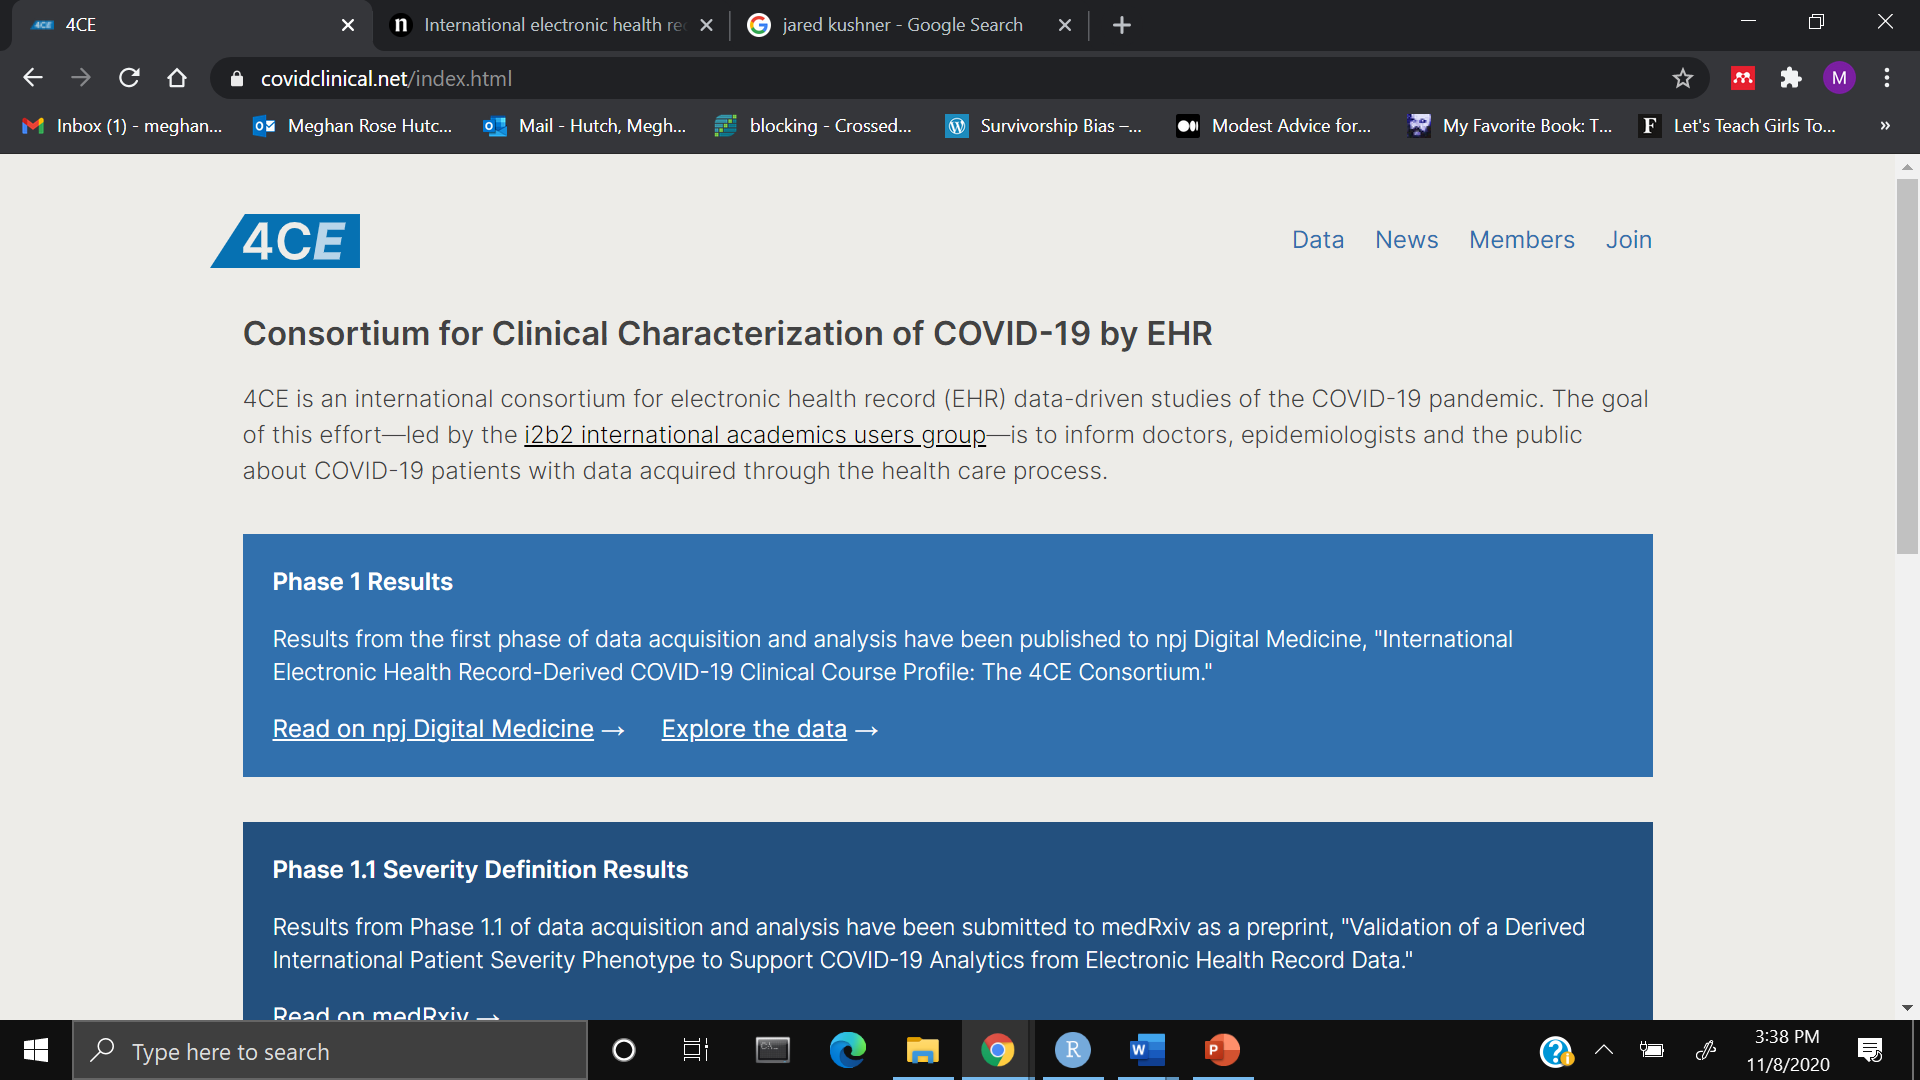 4CE
International electronic health re
jared kushner - Google Search
covidclinical.net/index.html
M
Inbox (1) - meghan...
Meghan Rose Hutc...
Mail - Hutch, Megh...
blocking - Crossed...
Survivorship Bias –...
Modest Advice for...
My Favorite Book: T...
Let's Teach Girls To...
»
4CE
Data
News
Members
Join
Consortium for Clinical Characterization of COVID-19 by EHR
4CE is an international consortium for electronic health record (EHR) data-driven studies of the COVID-19 pandemic. The goal
of this effort—led by the i2b2 international academics users group—is to inform doctors, epidemiologists and the public
about COVID-19 patients with data acquired through the health care process.
Phase 1 Results
Results from the first phase of data acquisition and analysis have been published to npj Digital Medicine, "International
Electronic Health Record-Derived COVID-19 Clinical Course Profile: The 4CE Consortium."
Read on npj Digital Medicine →
Explore the data →
Phase 1.1 Severity Definition Results
Results from Phase 1.1 of data acquisition and analysis have been submitted to medRxiv as a preprint, "Validation of a Derived
International Patient Severity Phenotype to Support COVID-19 Analytics from Electronic Health Record Data."
Read on medRxiv →
Type here to search
3:38 PM
11/8/2020